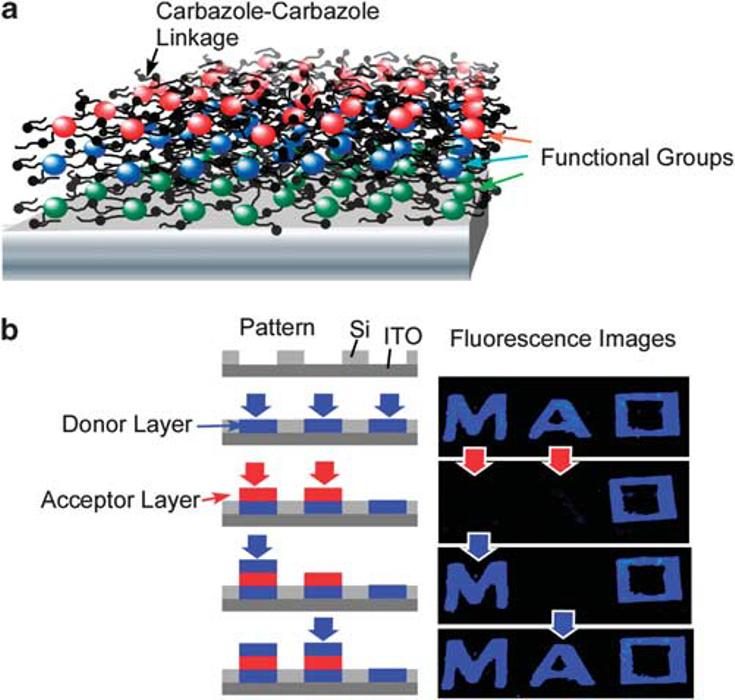 a
Carbazole-Carbazole
Linkage
Functional Groups
b
Pattern
Si
ITO
Fluorescence Images
Donor Layer
Acceptor Layer
M A
M
M A